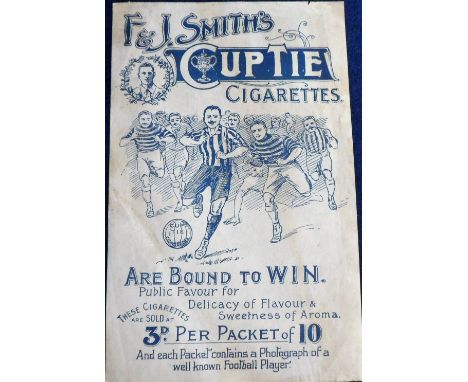 F & J. SMITH'S
CUP TIE
CIGARETTES.
CUP
TIE
ARE BOUND TO WIN.
Public Favour for
Delicacy of Flavour &
Sweetness of Aroma.
THESE CIGARETTES
ARE SOLD AT
3D. PER PACKET of 10
And each Packet contains a Photograph of a
well known Football Player.